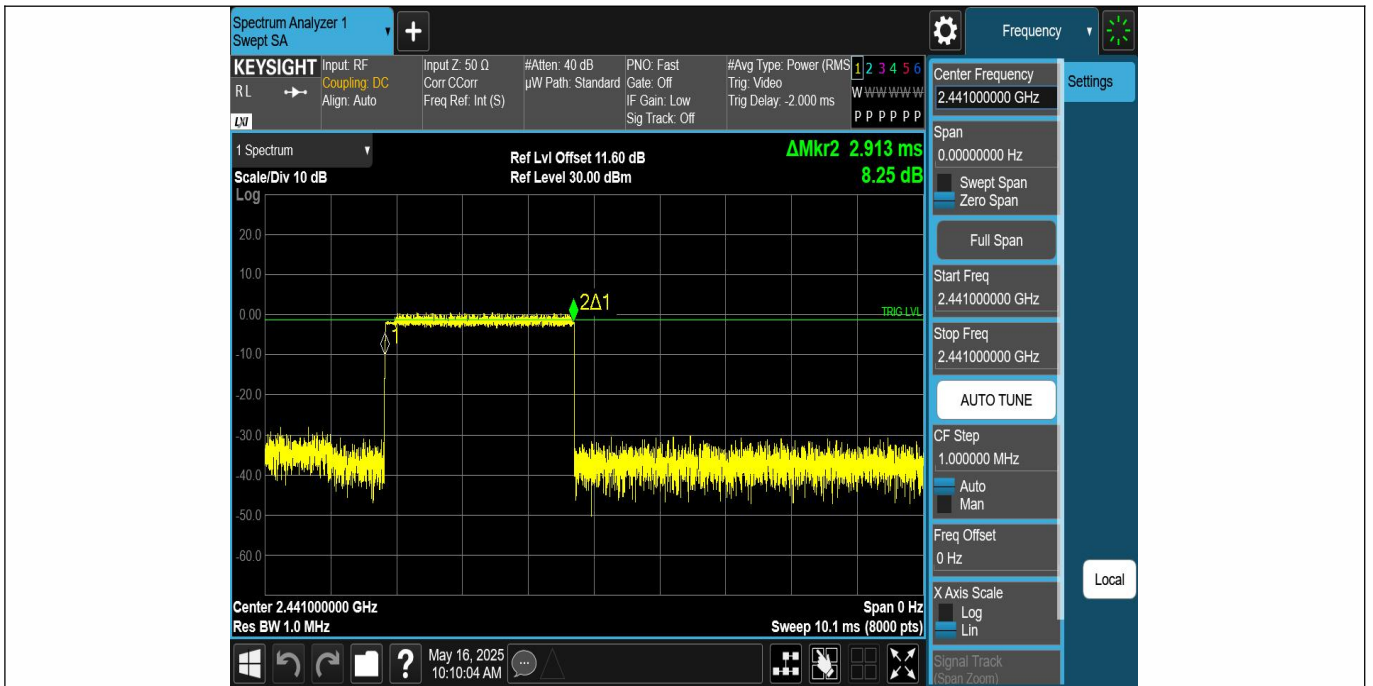 Spectrum Analyzer 1
Swept SA
Frequency
KEYSIGHT
RL
LXI
Input: RF
Coupling: DC
Align: Auto
Input Z: 50 Ω
Corr CCorr
Freq Ref: Int (S)
#Atten: 40 dB
µW Path: Standard
PNO: Fast
Gate: Off
IF Gain: Low
Sig Track: Off
#Avg Type: Power (RMS
Trig: Video
Trig Delay: -2.000 ms
1 2 3 4 5 6
W W W W W W
P P P P P P
1 Spectrum
Scale/Div 10 dB
Ref Lvl Offset 11.60 dB
Ref Level 30.00 dBm
ΔMkr2 2.913 ms
8.25 dB
Log
20.0
10.0
0.00
-10.0
-20.0
-30.0
-40.0
-50.0
-60.0
2Δ1
1
TRIG LVL
Center 2.441000000 GHz
Res BW 1.0 MHz
Span 0 Hz
Sweep 10.1 ms (8000 pts)
Center Frequency
2.441000000 GHz
Settings
Span
0.00000000 Hz
Swept Span
Zero Span
Full Span
Start Freq
2.441000000 GHz
Stop Freq
2.441000000 GHz
AUTO TUNE
CF Step
1.000000 MHz
Auto
Man
Freq Offset
0 Hz
X Axis Scale
Log
Lin
Local
Signal Track
(Span Zoom)
?
May 16, 2025
10:10:04 AM